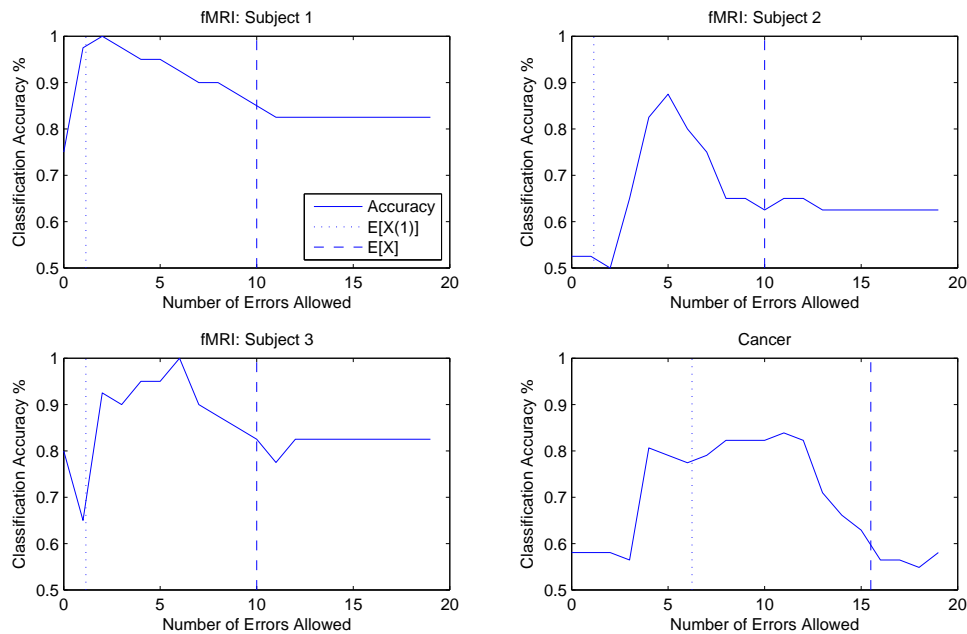 fMRI: Subject 1
Classification Accuracy %
1
0.9
0.8
0.7
0.6
0.5
0 5 10 15 20
Number of Errors Allowed
Accuracy
E[X(1)]
E[X]
fMRI: Subject 2
Classification Accuracy %
1
0.9
0.8
0.7
0.6
0.5
0 5 10 15 20
Number of Errors Allowed
fMRI: Subject 3
Classification Accuracy %
1
0.9
0.8
0.7
0.6
0.5
0 5 10 15 20
Number of Errors Allowed
Cancer
Classification Accuracy %
1
0.9
0.8
0.7
0.6
0.5
0 5 10 15 20
Number of Errors Allowed